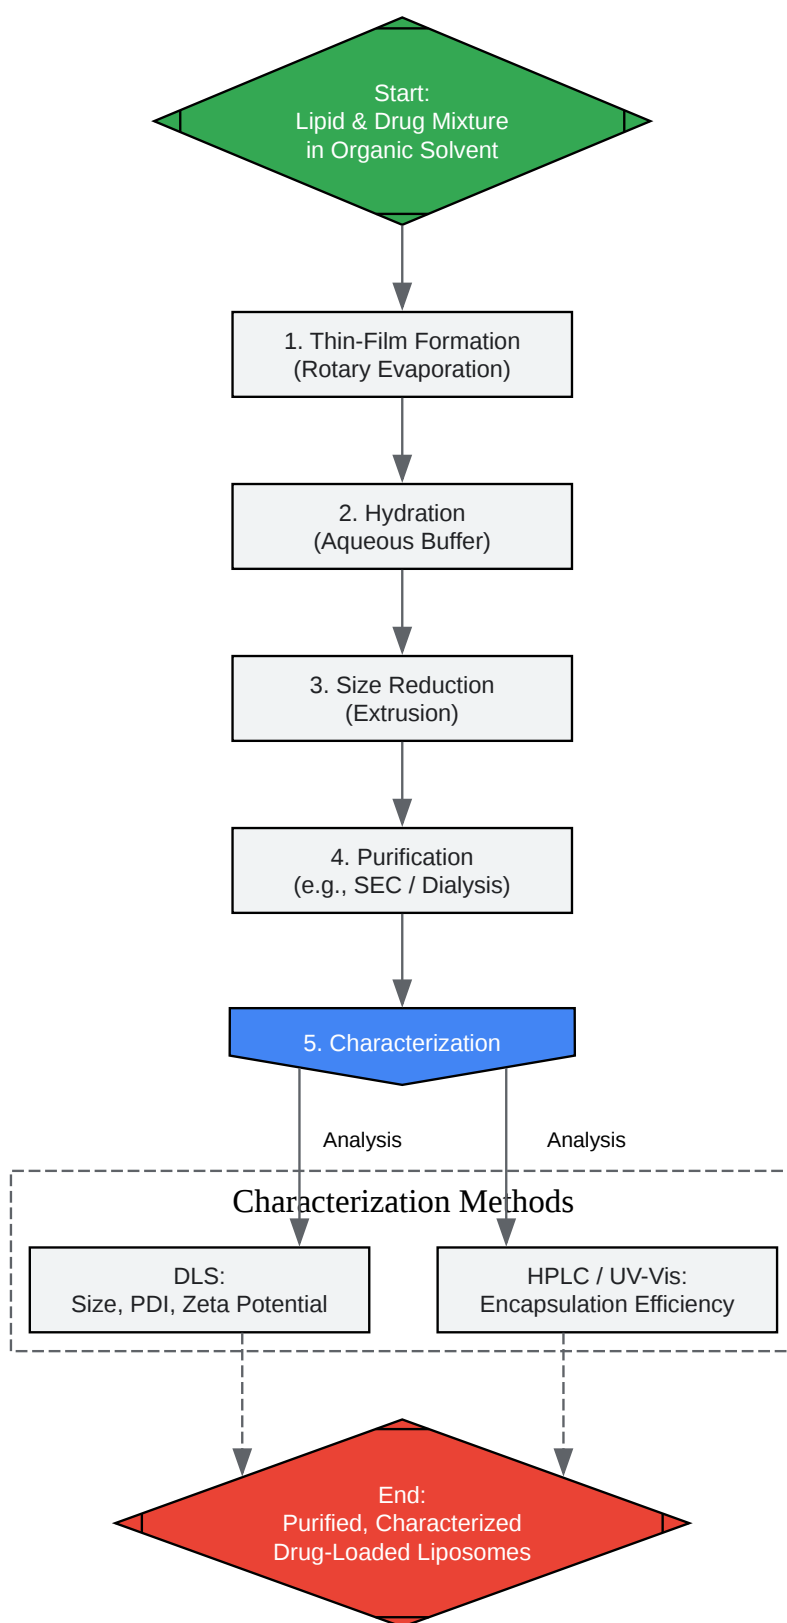 Start:
Lipid & Drug Mixture
in Organic Solvent
1. Thin-Film Formation
(Rotary Evaporation)
2. Hydration
(Aqueous Buffer)
3. Size Reduction
(Extrusion)
4. Purification
(e.g., SEC / Dialysis)
5. Characterization
Analysis
Analysis
Characterization Methods
DLS:
Size, PDI, Zeta Potential
HPLC / UV-Vis:
Encapsulation Efficiency
End:
Purified, Characterized
Drug-Loaded Liposomes